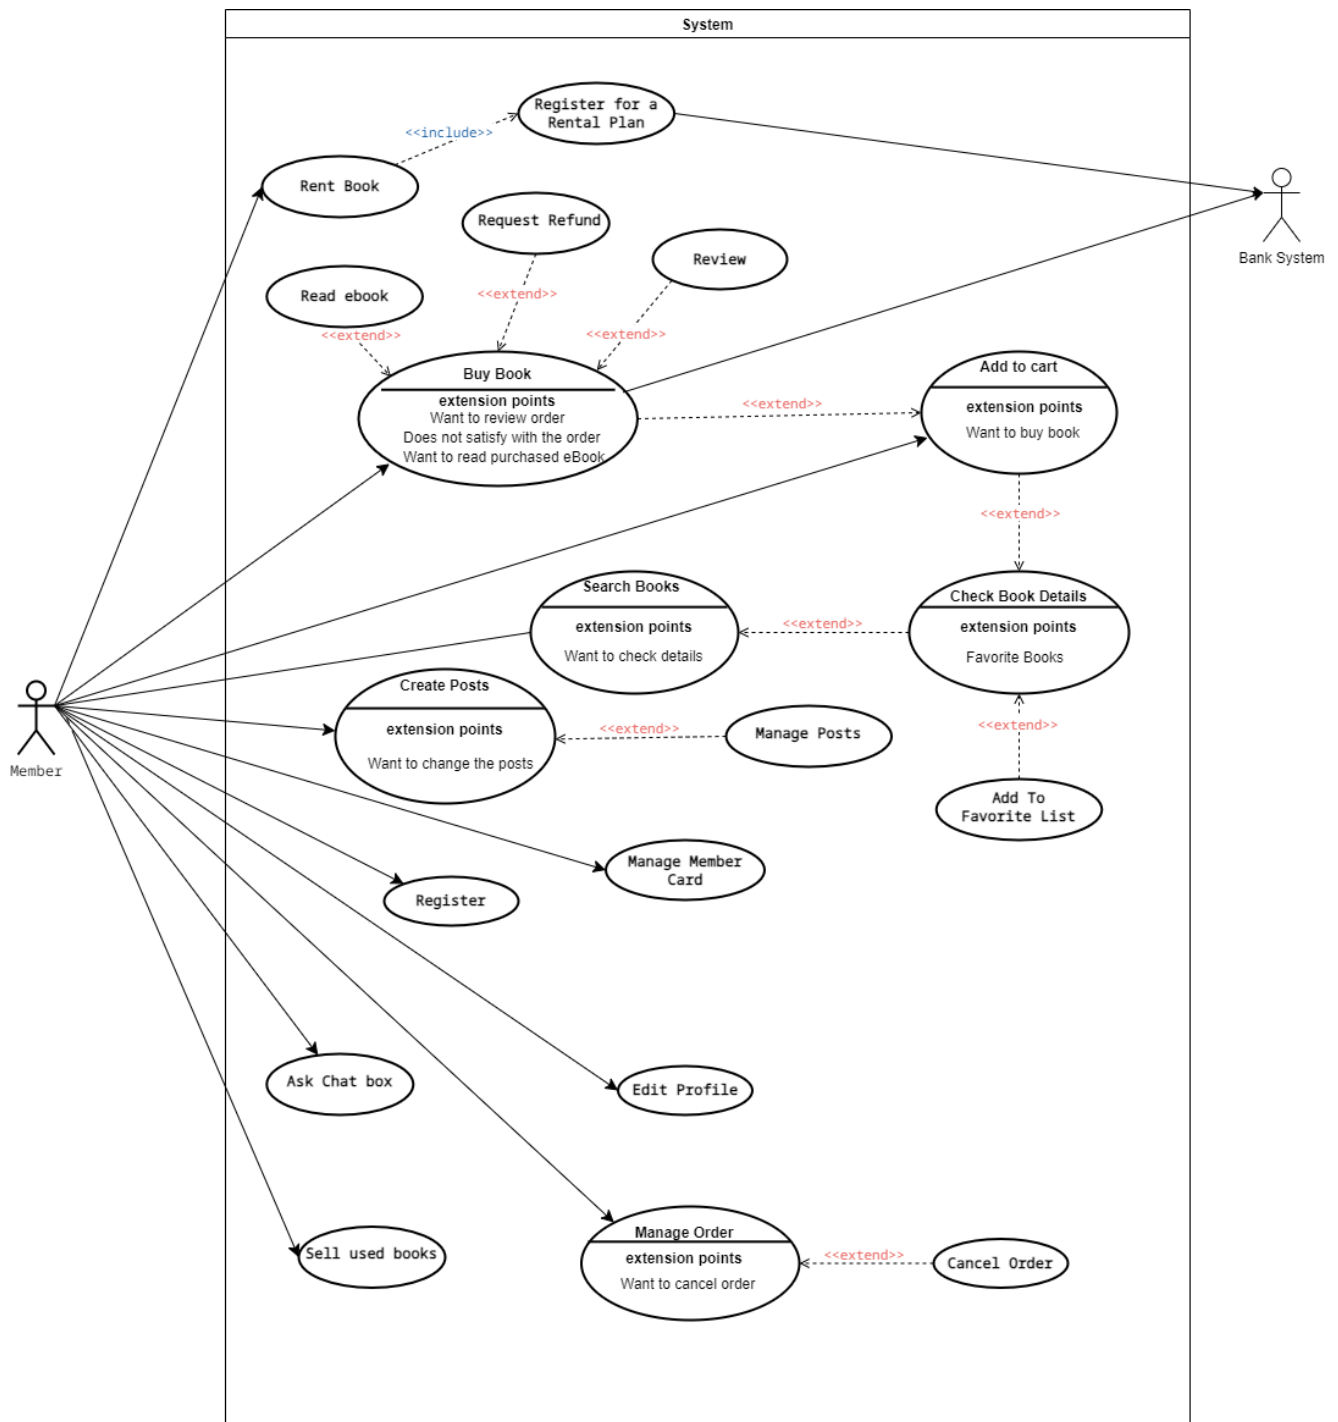 System
Register for a
Rental Plan
<<include>>
Rent Book
Request Refund
Review
Bank System
Read ebook
<<extend>>
<<extend>>
<<extend>>
Buy Book
extension points
Want to review order
Does not satisfy with the order
Want to read purchased eBook
<<extend>>
Add to cart
extension points
Want to buy book
<<extend>>
Search Books
extension points
Want to check details
<<extend>>
Check Book Details
extension points
Favorite Books
Create Posts
extension points
Want to change the posts
<<extend>>
Manage Posts
<<extend>>
Add To
Favorite List
Member
Manage Member
Card
Register
Ask Chat box
Edit Profile
Sell used books
Manage Order
extension points
Want to cancel order
<<extend>>
Cancel Order